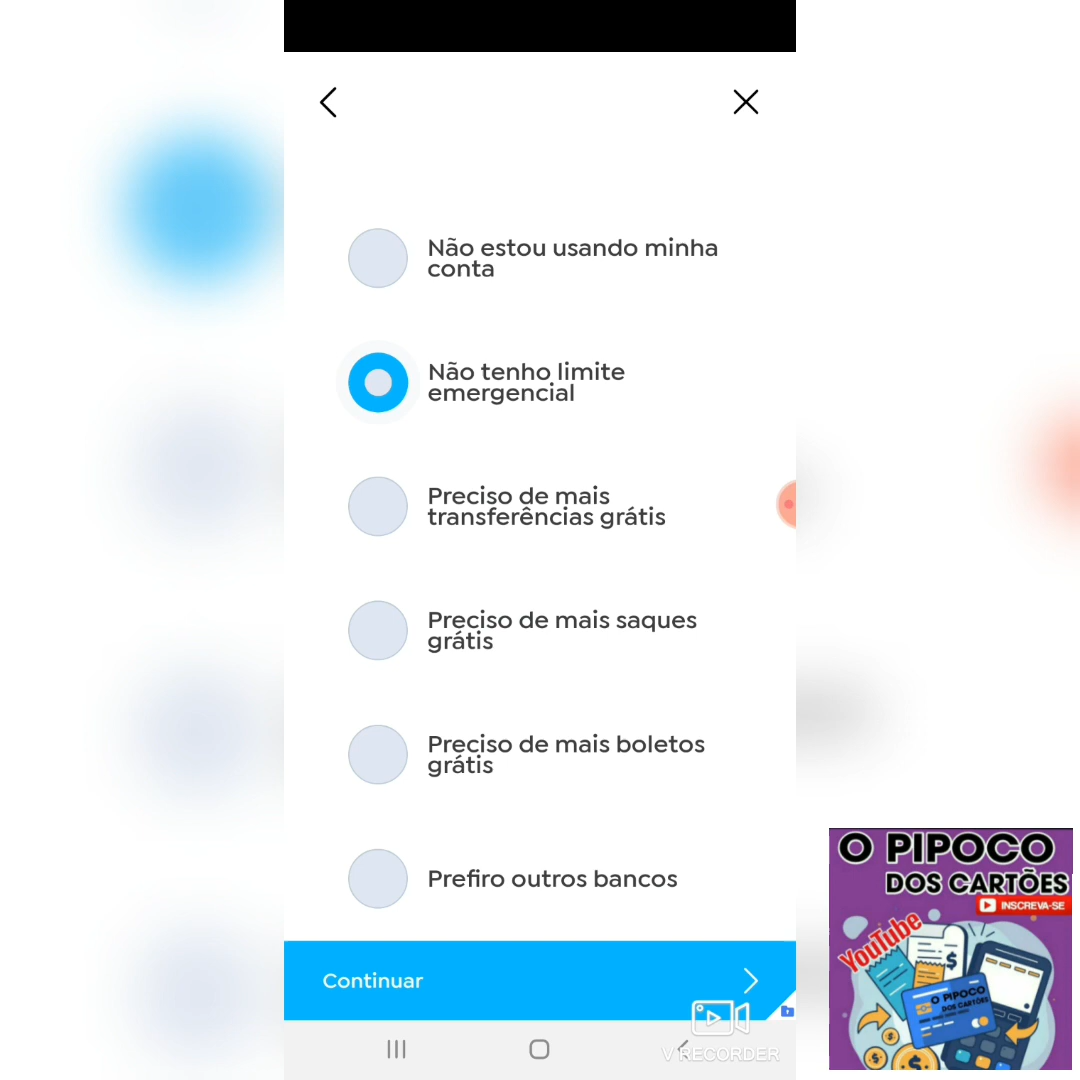 Não estou usando minha
conta
Não tenho limite
emergencial
Preciso de mais
transferências grátis
Preciso de mais saques
grátis
Preciso de mais boletos
grátis
Prefiro outros bancos
Continuar
V RECORDER
O PIPOCO
DOS CARTÕES
INSCREVA-SE
YouTube
O PIPOCO
DOS CARTÕES